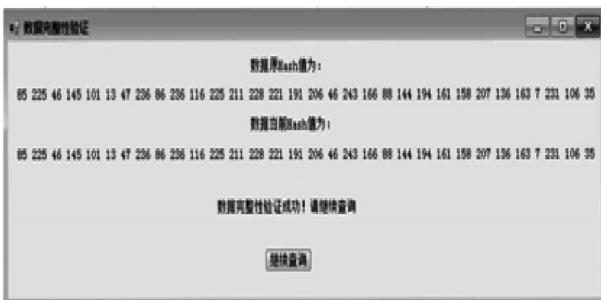 数据完整性验证
数据原Hash值为：
85 225 46 145 101 13 47 236 86 236 116 225 211 228 221 191 206 46 243 166 88 144 194 161 158 207 136 163 7 231 106 35
数据当前Hash值为：
85 225 46 145 101 13 47 236 86 236 116 225 211 228 221 191 206 46 243 166 88 144 194 161 158 207 136 163 7 231 106 35
数据完整性验证成功！请继续查询
继续查询